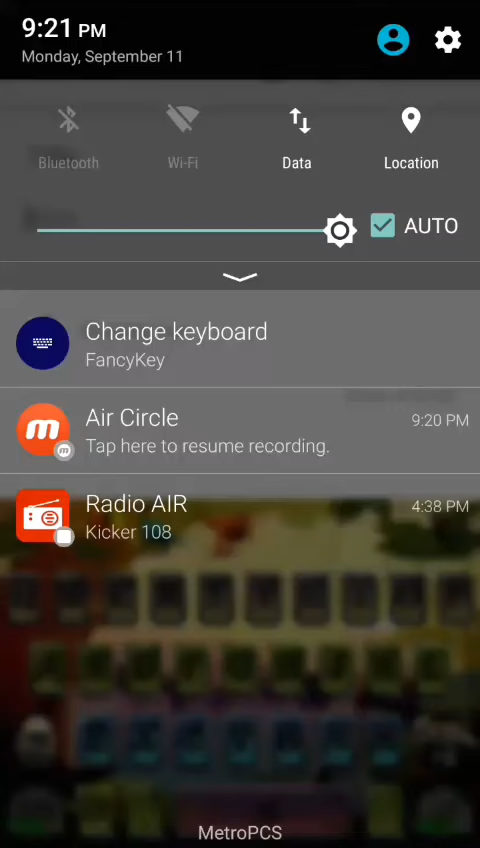 9:21 PM
Monday, September 11
Bluetooth
Wi-Fi
Data
Location
AUTO
Change keyboard
FancyKey
Air Circle
9:20 PM
Tap here to resume recording.
Radio AIR
4:38 PM
Kicker 108
MetroPCS